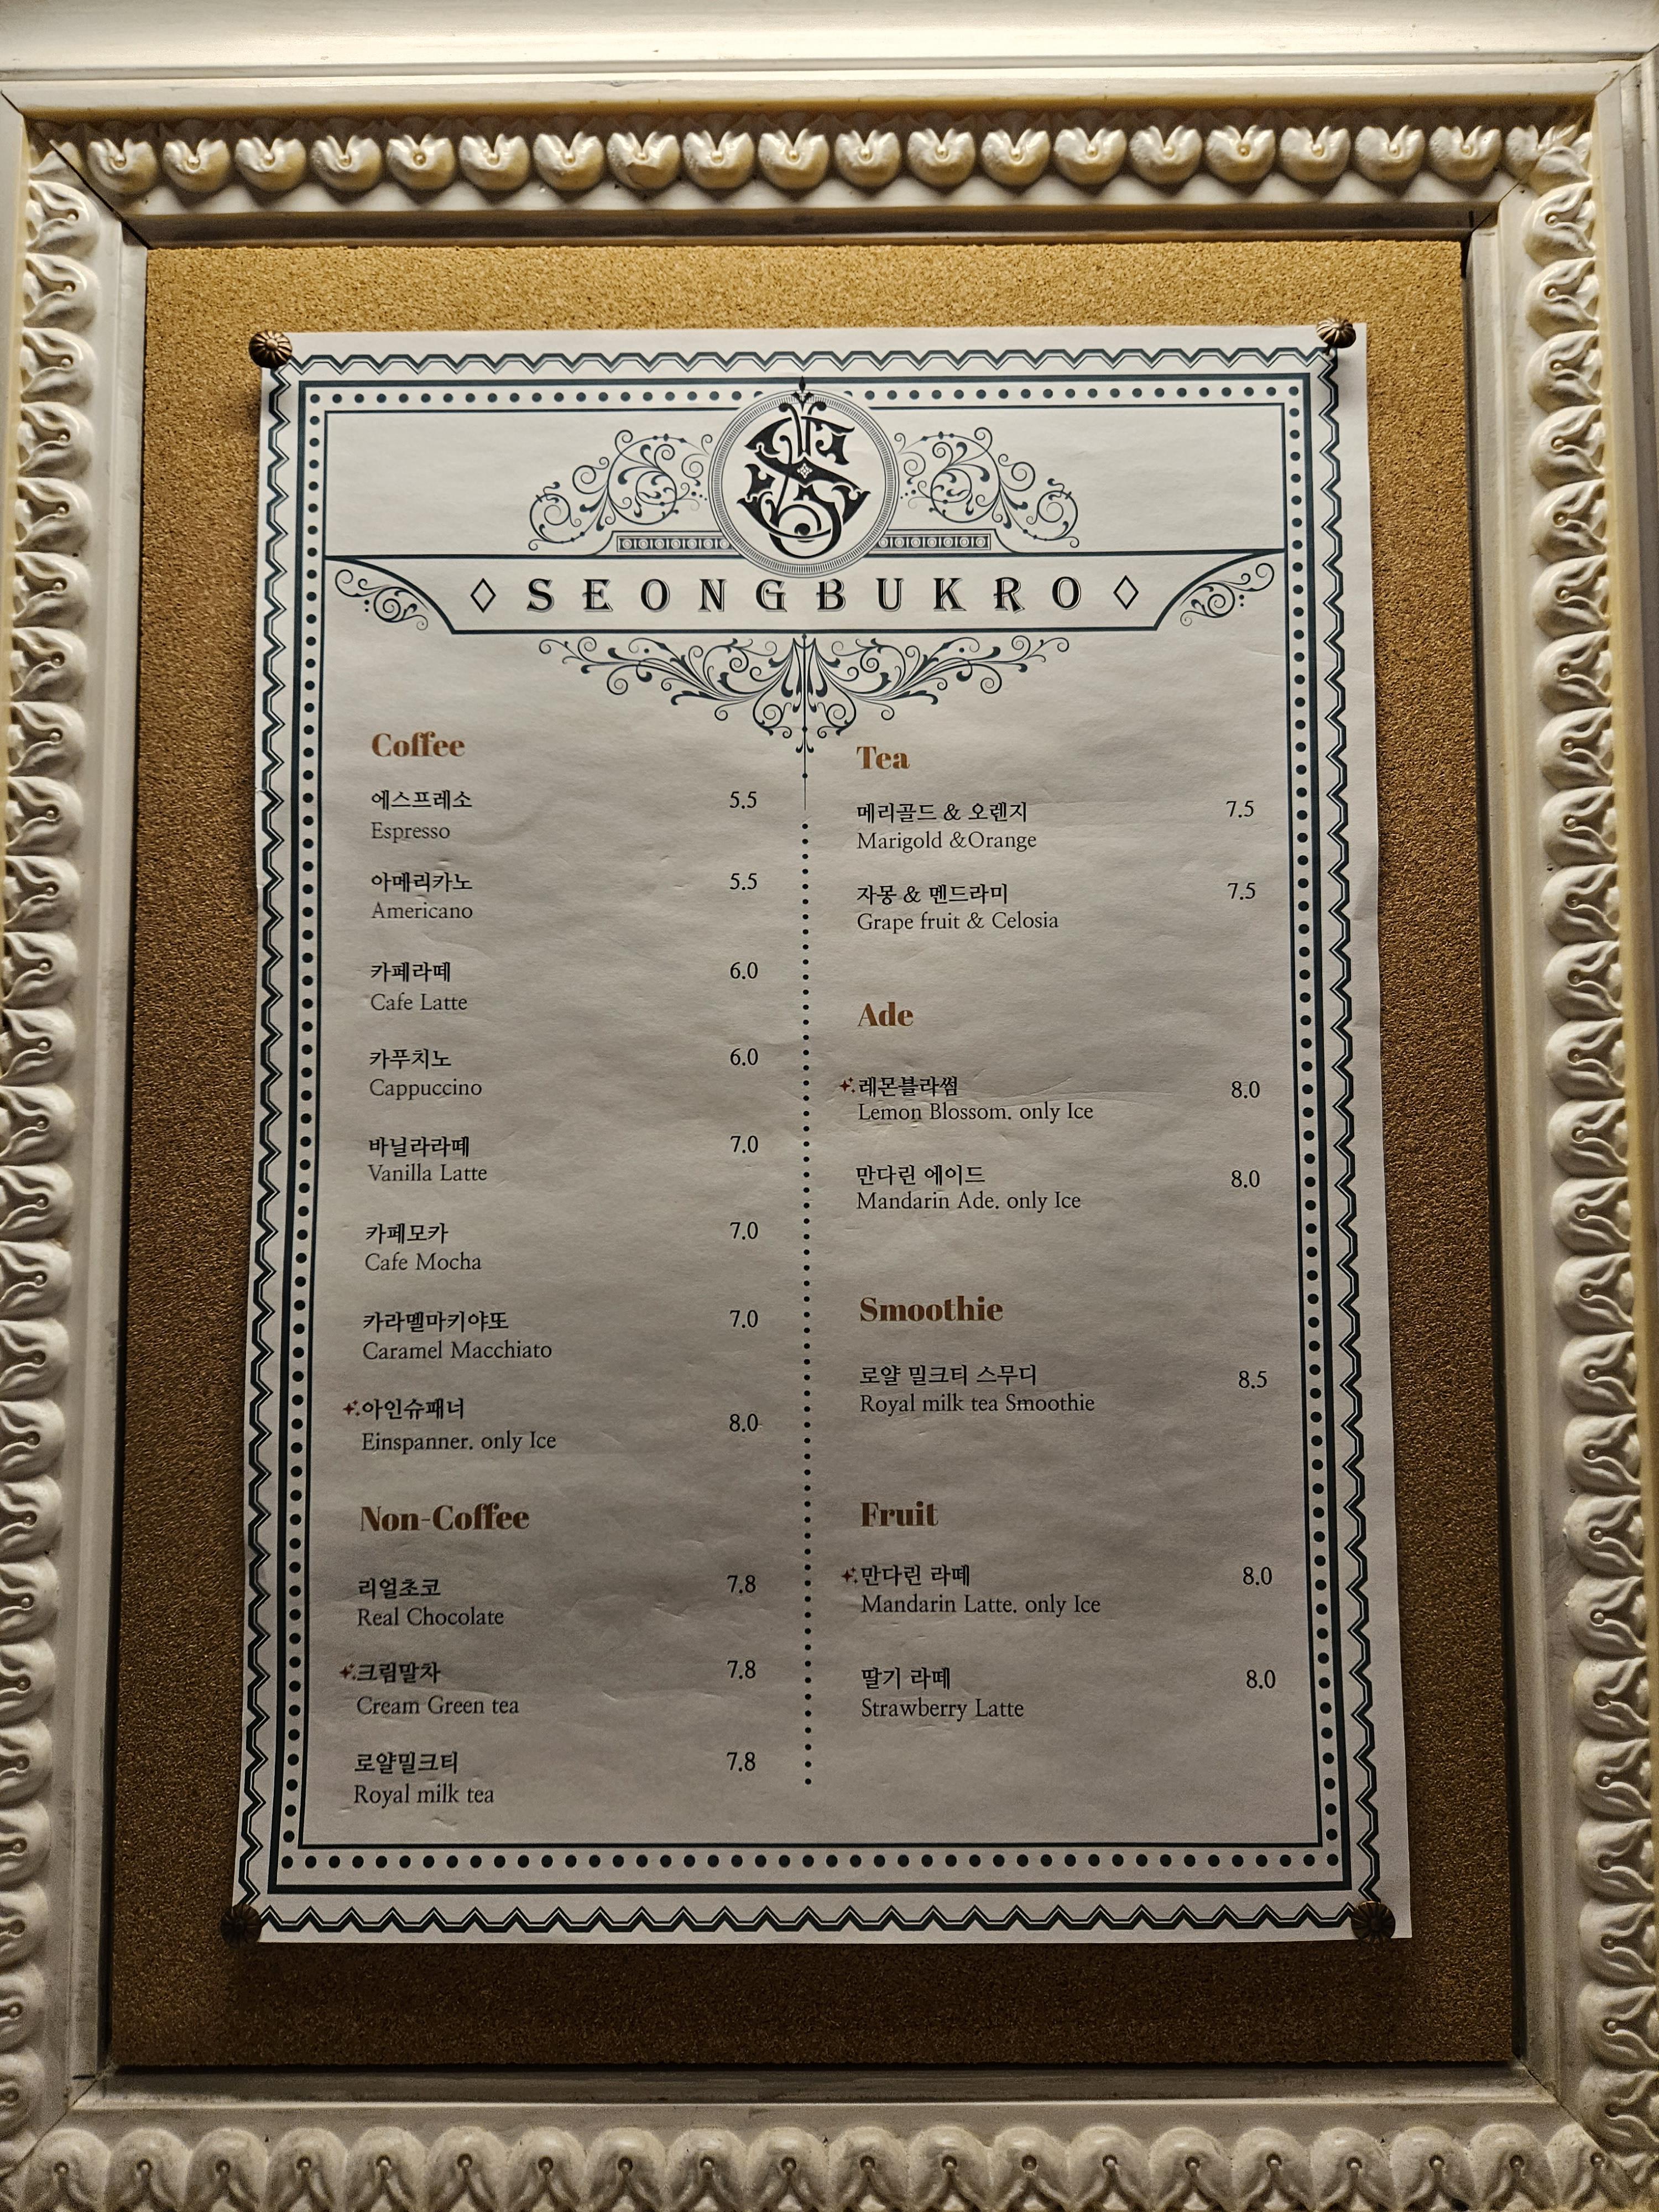 SEONGBUKRO
Coffee
에스프레소 5.5
Espresso
아메리카노 5.5
Americano
카페라떼 6.0
Cafe Latte
카푸치노 6.0
Cappuccino
바닐라라떼 7.0
Vanilla Latte
카페모카 7.0
Cafe Mocha
카라멜마키야또 7.0
Caramel Macchiato
아인슈패너 8.0
Einspanner. only Ice
Non-Coffee
리얼초코 7.8
Real Chocolate
크림말차 7.8
Cream Green tea
로얄밀크티 7.8
Royal milk tea
Tea
메리골드 & 오렌지 7.5
Marigold &Orange
자몽 & 멘드라미 7.5
Grape fruit & Celosia
Ade
레몬블라썸 8.0
Lemon Blossom. only Ice
만다린 에이드 8.0
Mandarin Ade. only Ice
Smoothie
로얄 밀크티 스무디 8.5
Royal milk tea Smoothie
Fruit
만다린 라떼 8.0
Mandarin Latte. only Ice
딸기 라떼 8.0
Strawberry Latte